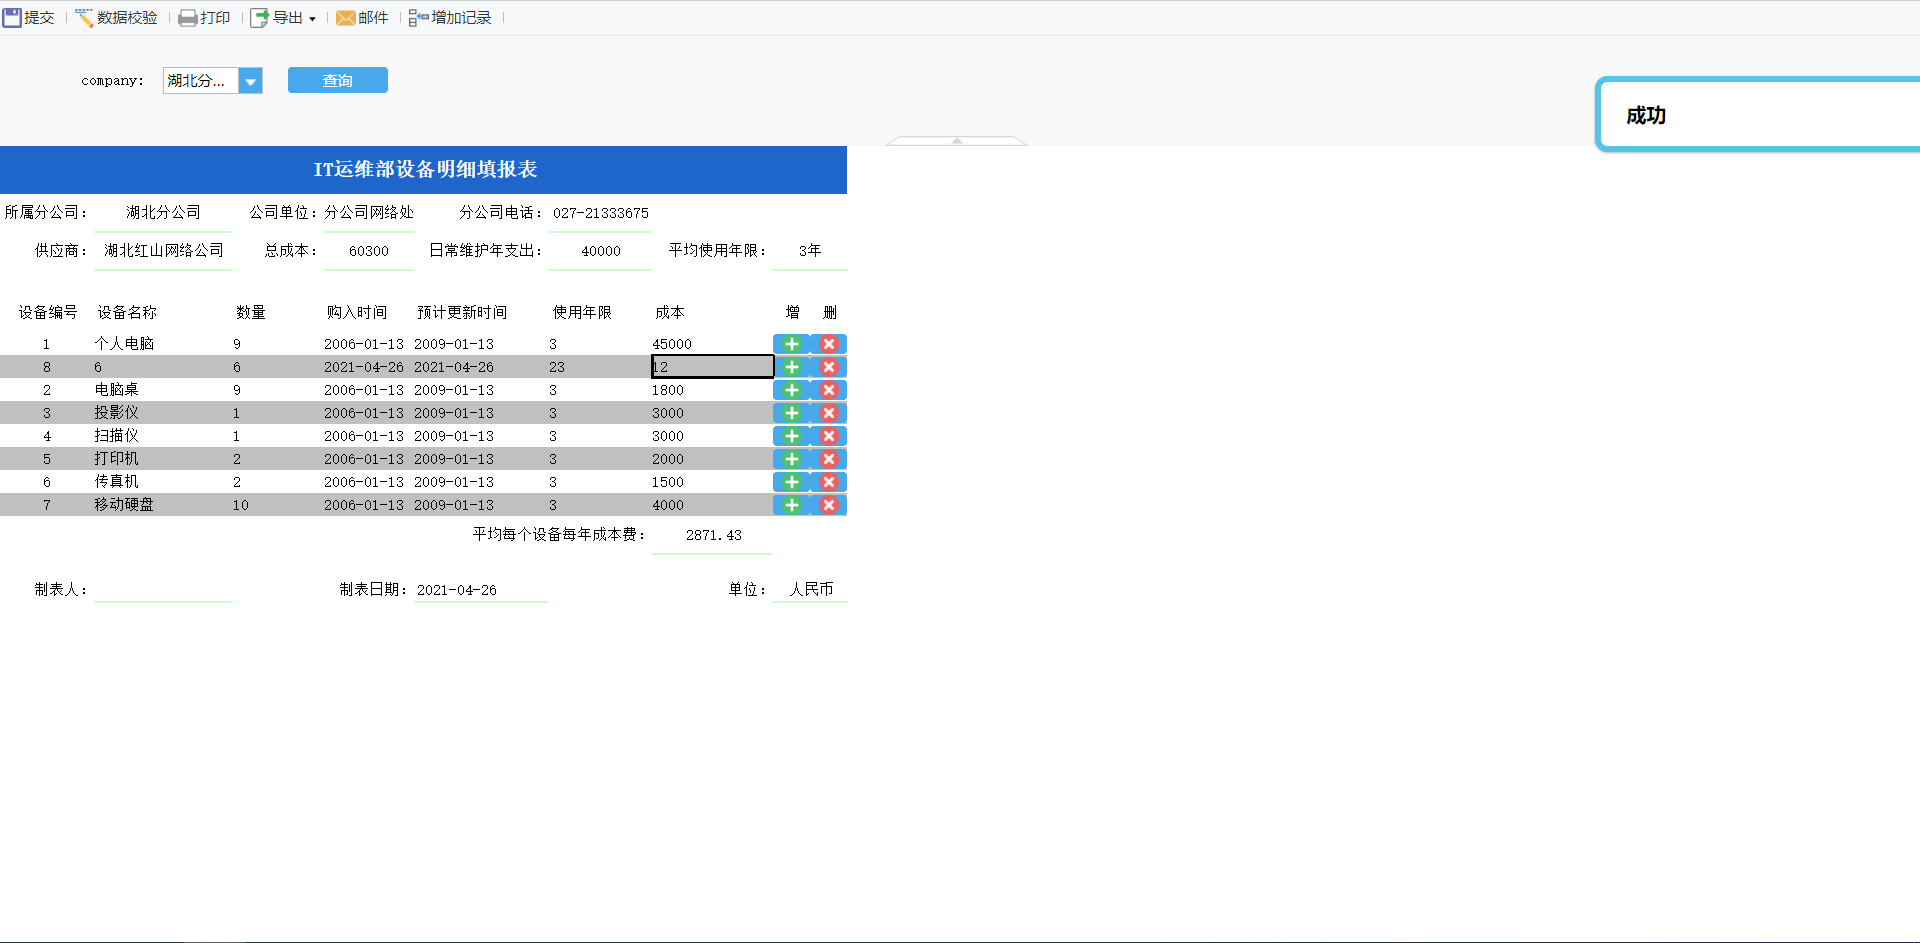 提交 数据校验 打印 导出 邮件 增加记录
company: 湖北分... 查询
成功
IT运维部设备明细填报表
所属分公司： 湖北分公司 公司单位： 分公司网络处 分公司电话： 027-21333675
供应商： 湖北红山网络公司 总成本： 60300 日常维护年支出： 40000 平均使用年限： 3年
设备编号 设备名称 数量 购入时间 预计更新时间 使用年限 成本 增 删
1 个人电脑 9 2006-01-13 2009-01-13 3 45000
8 6 6 2021-04-26 2021-04-26 23 12
2 电脑桌 9 2006-01-13 2009-01-13 3 1800
3 投影仪 1 2006-01-13 2009-01-13 3 3000
4 扫描仪 1 2006-01-13 2009-01-13 3 3000
5 打印机 2 2006-01-13 2009-01-13 3 2000
6 传真机 2 2006-01-13 2009-01-13 3 1500
7 移动硬盘 10 2006-01-13 2009-01-13 3 4000
平均每个设备每年成本费： 2871.43
制表人： 制表日期： 2021-04-26 单位： 人民币